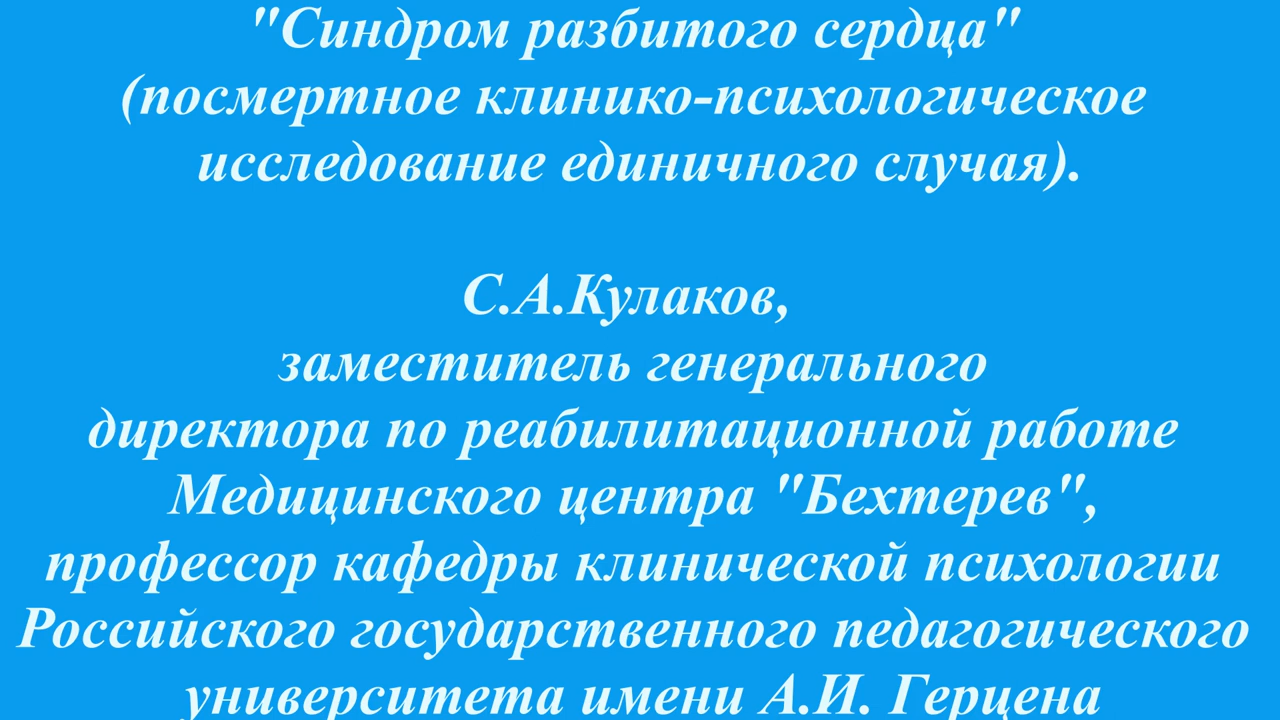 "Синдром разбитого сердца"
(посмертное клинико-психологическое
исследование единичного случая).
С.А.Кулаков,
заместитель генерального
директора по реабилитационной работе
Медицинского центра "Бехтерев",
профессор кафедры клинической психологии
Российского государственного педагогического
университета имени А.И. Герцена